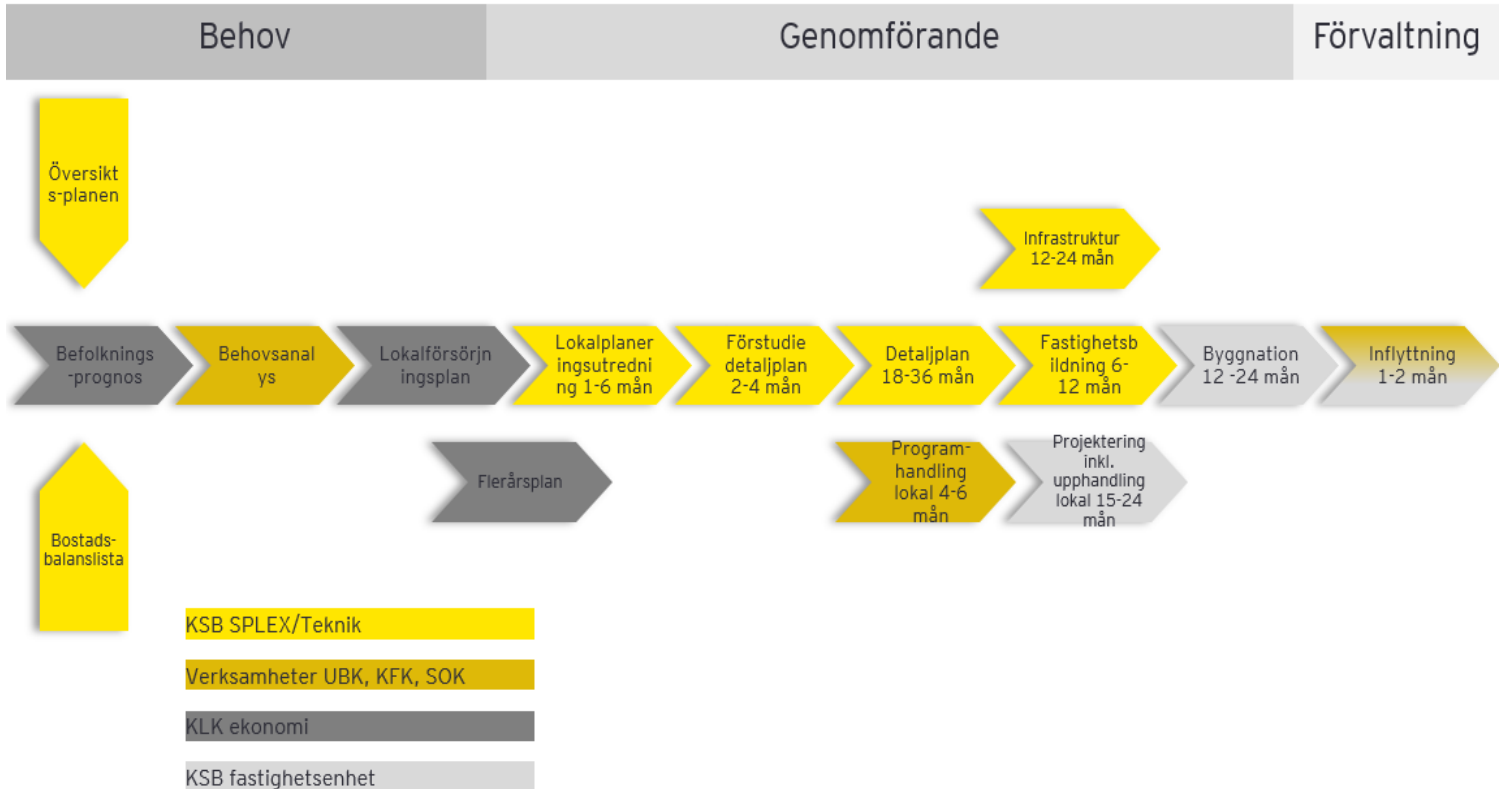 Behov
Genomförande
Förvaltning
Översikt
s-planen
Infrastruktur
12-24 mån
Befolknings
-prognos
Behovsanal
ys
Lokalförsörjn
ingsplan
Lokalplaner
ingsutredni
ng 1-6 mån
Förstudie
detaljplan
2-4 mån
Detaljplan
18-36 mån
Fastighetsb
ildning 6-
12 mån
Byggnation
12 -24 mån
Inflyttning
1-2 mån
Flerårsplan
Program-
handling
lokal 4-6
mån
Projektering
inkl.
upphandling
lokal 15-24
mån
Bostads-
balanslista
KSB SPLEX/Teknik
Verksamheter UBK, KFK, SOK
KLK ekonomi
KSB fastighetsenhet